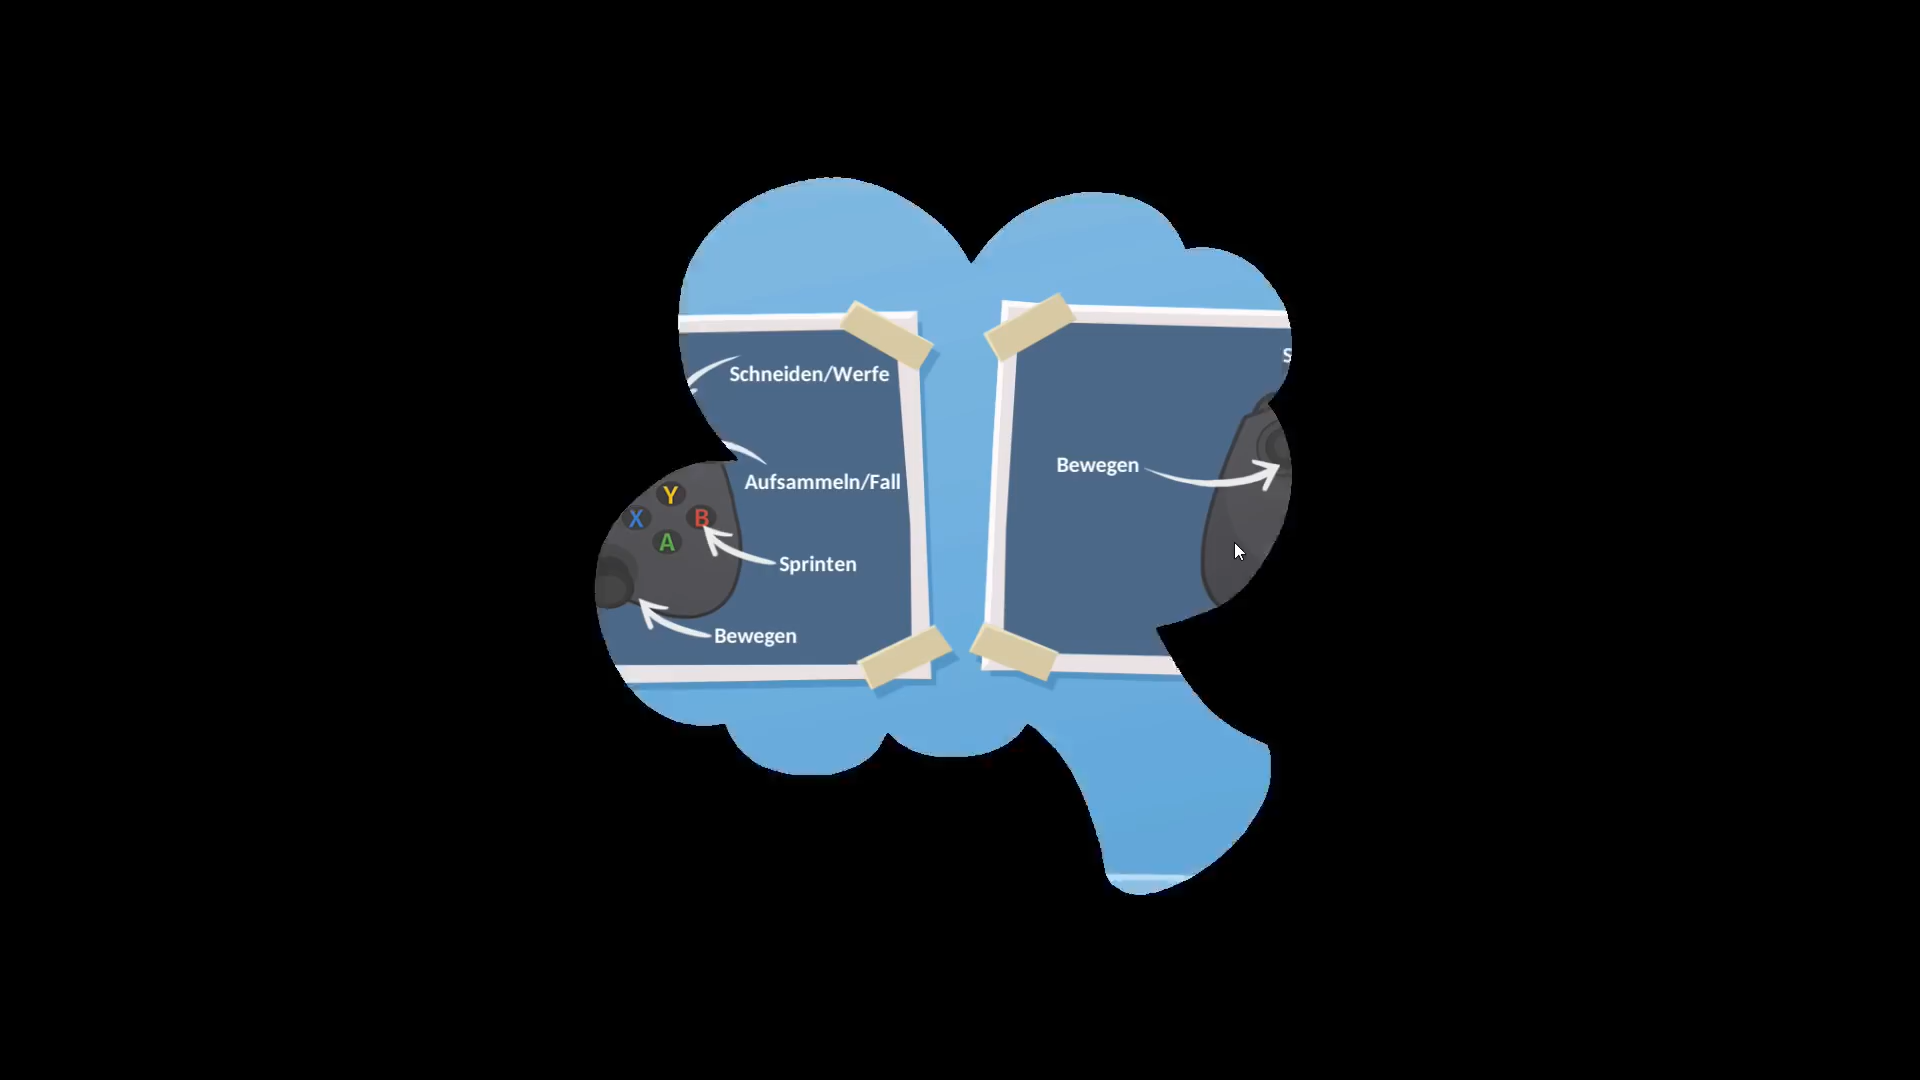 Schneiden/Werfe
Aufsammeln/Fall
Y
X
B
A
Sprinten
Bewegen
S
Bewegen